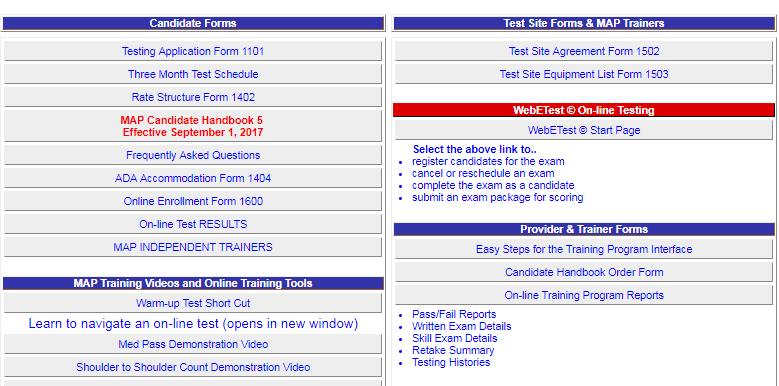 Candidate Forms
Testing Application Form 1101
Three Month Test Schedule
Rate Structure Form 1402
MAP Candidate Handbook 5
Effective September 1, 2017
Frequently Asked Questions
ADA Accommodation Form 1404
Online Enrollment Form 1600
On-line Test RESULTS
MAP INDEPENDENT TRAINERS
MAP Training Videos and Online Training Tools
Warm-up Test Short Cut
Learn to navigate an on-line test (opens in new window)
Med Pass Demonstration Video
Shoulder to Shoulder Count Demonstration Video
Test Site Forms & MAP Trainers
Test Site Agreement Form 1502
Test Site Equipment List Form 1503
WebETest © On-line Testing
WebETest © Start Page
Select the above link to..
• register candidates for the exam
• cancel or reschedule an exam
• complete the exam as a candidate
• submit an exam package for scoring
Provider & Trainer Forms
Easy Steps for the Training Program Interface
Candidate Handbook Order Form
On-line Training Program Reports
• Pass/Fail Reports
• Written Exam Details
• Skill Exam Details
• Retake Summary
• Testing Histories